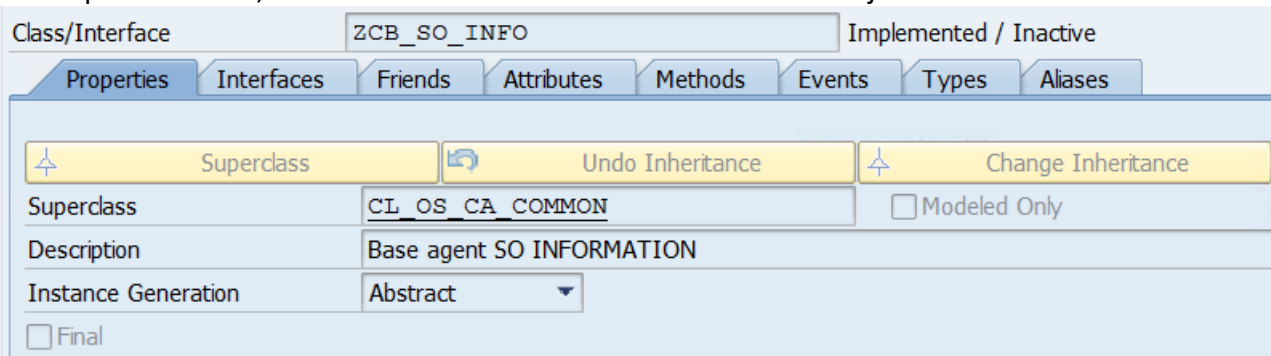 Class/Interface ZCB_SO_INFO Implemented / Inactive
Properties Interfaces Friends Attributes Methods Events Types Aliases
Superclass Undo Inheritance Change Inheritance
Superclass CL_OS_CA_COMMON Modeled Only
Description Base agent SO INFORMATION
Instance Generation Abstract
Final